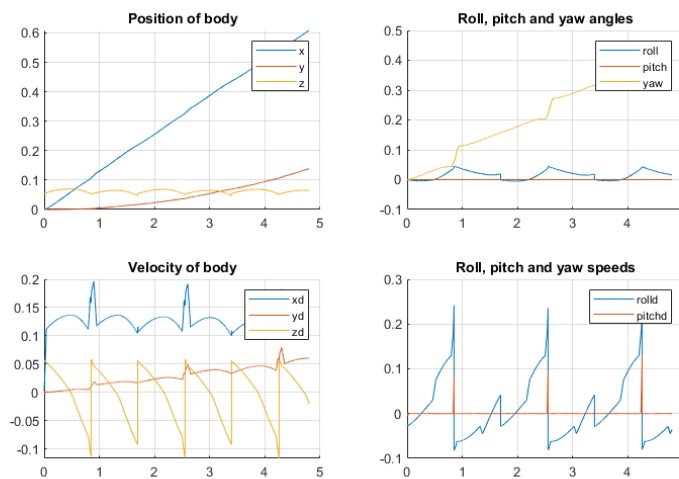 Position of body
0.6
0.5
0.4
0.3
0.2
0.1
0
0 1 2 3 4 5
x
y
z
Roll, pitch and yaw angles
0.5
0.4
0.3
0.2
0.1
0
-0.1
0 1 2 3 4
roll
pitch
yaw
Velocity of body
0.2
0.15
0.1
0.05
0
-0.05
-0.1
0 1 2 3 4 5
xd
yd
zd
Roll, pitch and yaw speeds
0.3
0.2
0.1
0
-0.1
0 1 2 3 4
rolld
pitchd